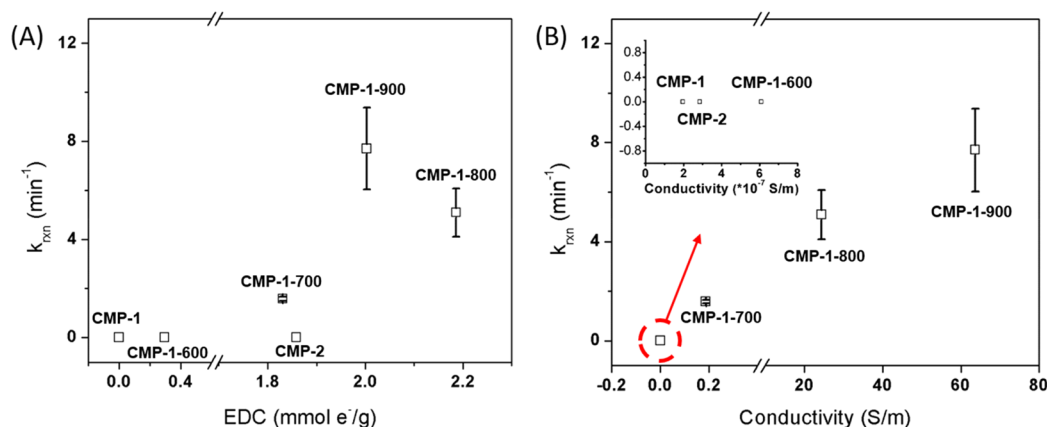 (A)
12
8
4
0
k_rxn (min⁻¹)
CMP-1-900
CMP-1-800
CMP-1-700
CMP-1
CMP-1-600
CMP-2
0.0 0.4 1.8 2.0 2.2
EDC (mmol e⁻/g)
(B)
12
8
4
0
k_rxn (min⁻¹)
0.8
0.4
0.0
-0.4
-0.8
CMP-1
CMP-1-600
CMP-2
0 2 4 6 8
Conductivity (*10⁻⁷ S/m)
CMP-1-900
CMP-1-800
CMP-1-700
-0.2 0.0 0.2 20 40 60 80
Conductivity (S/m)